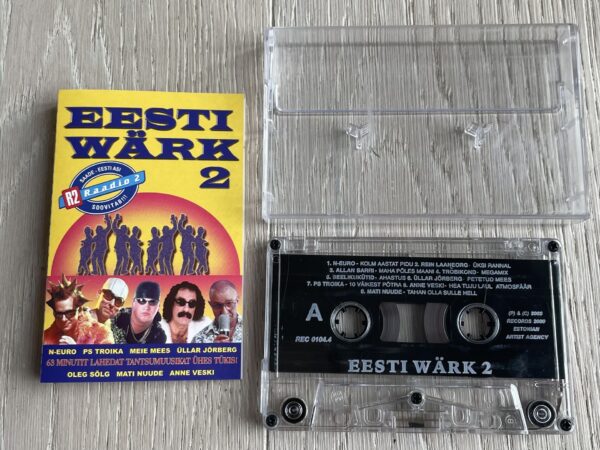 EESTI
WÄRK
2
SAADE - EESTI ASI
R2 Raadio 2
SOOVITAB!!!
N-EURO PS TROIKA MEIE MEES ÜLLAR JÖRBERG
63 MINUTIT LAHEDAT TANTSUMUUSIKAT ÜHES TÜKIS!
OLEG SÖLG MATI NUUDE ANNE VESKI
1. N-EURO - KOLM AASTAT PIDU 2. REIN LAANEORG - ÜKSI RANNAL
3. ALLAN BARRI - MAHA PÕLES MAANI 4. TROBIKOND - MEGAMIX
5. SEELIKUKÜTID - AHASTUS 6. ÜLLAR JÖRBERG - PETETUD MEES
7. PS TROIKA - 10 VÄIKEST PÕTRA 8. ANNE VESKI - HEA TUJU LAUL, ATMOSFÄÄR
9. MATI NUUDE - TAHAN OLLA SULLE HELL
A
REC 0104.4
(P) & (C) 2000
RECORDS 2000
ESTONIAN
ARTIST AGENCY
EESTI WÄRK 2